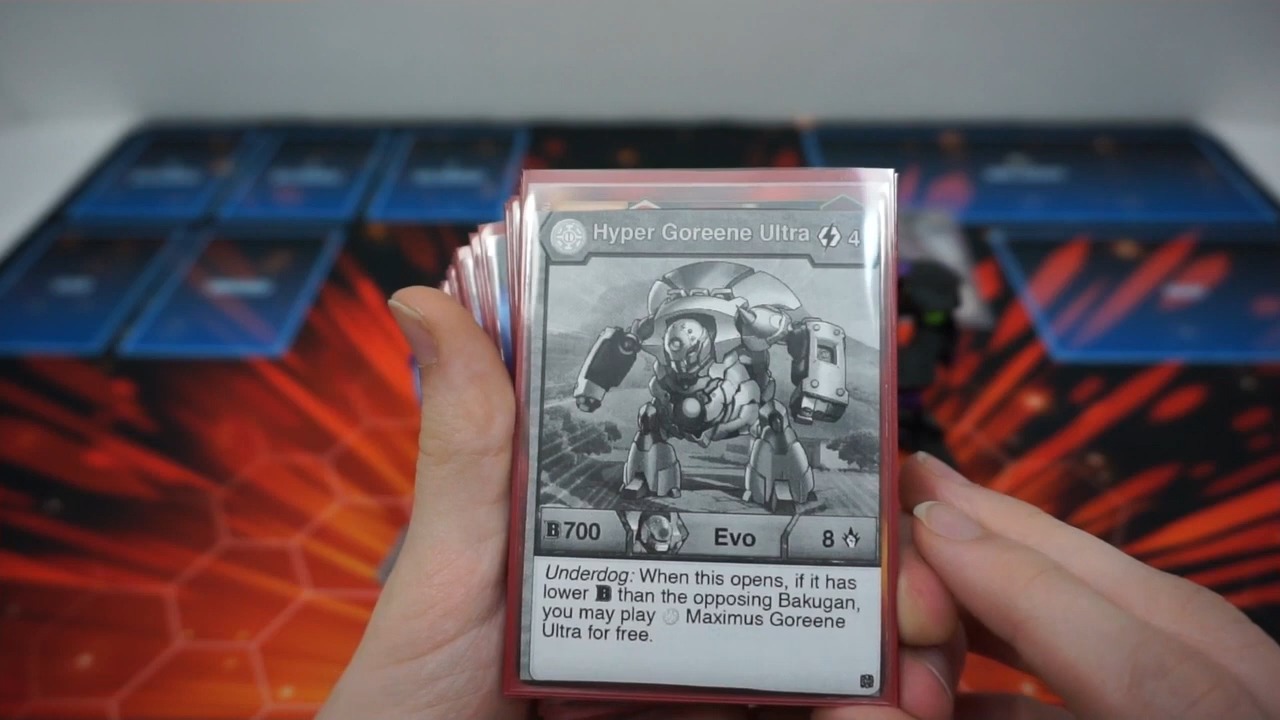 Hyper Goreene Ultra 4
B700 Evo 8
Underdog: When this opens, if it has
lower B than the opposing Bakugan,
you may play Maximus Goreene
Ultra for free.